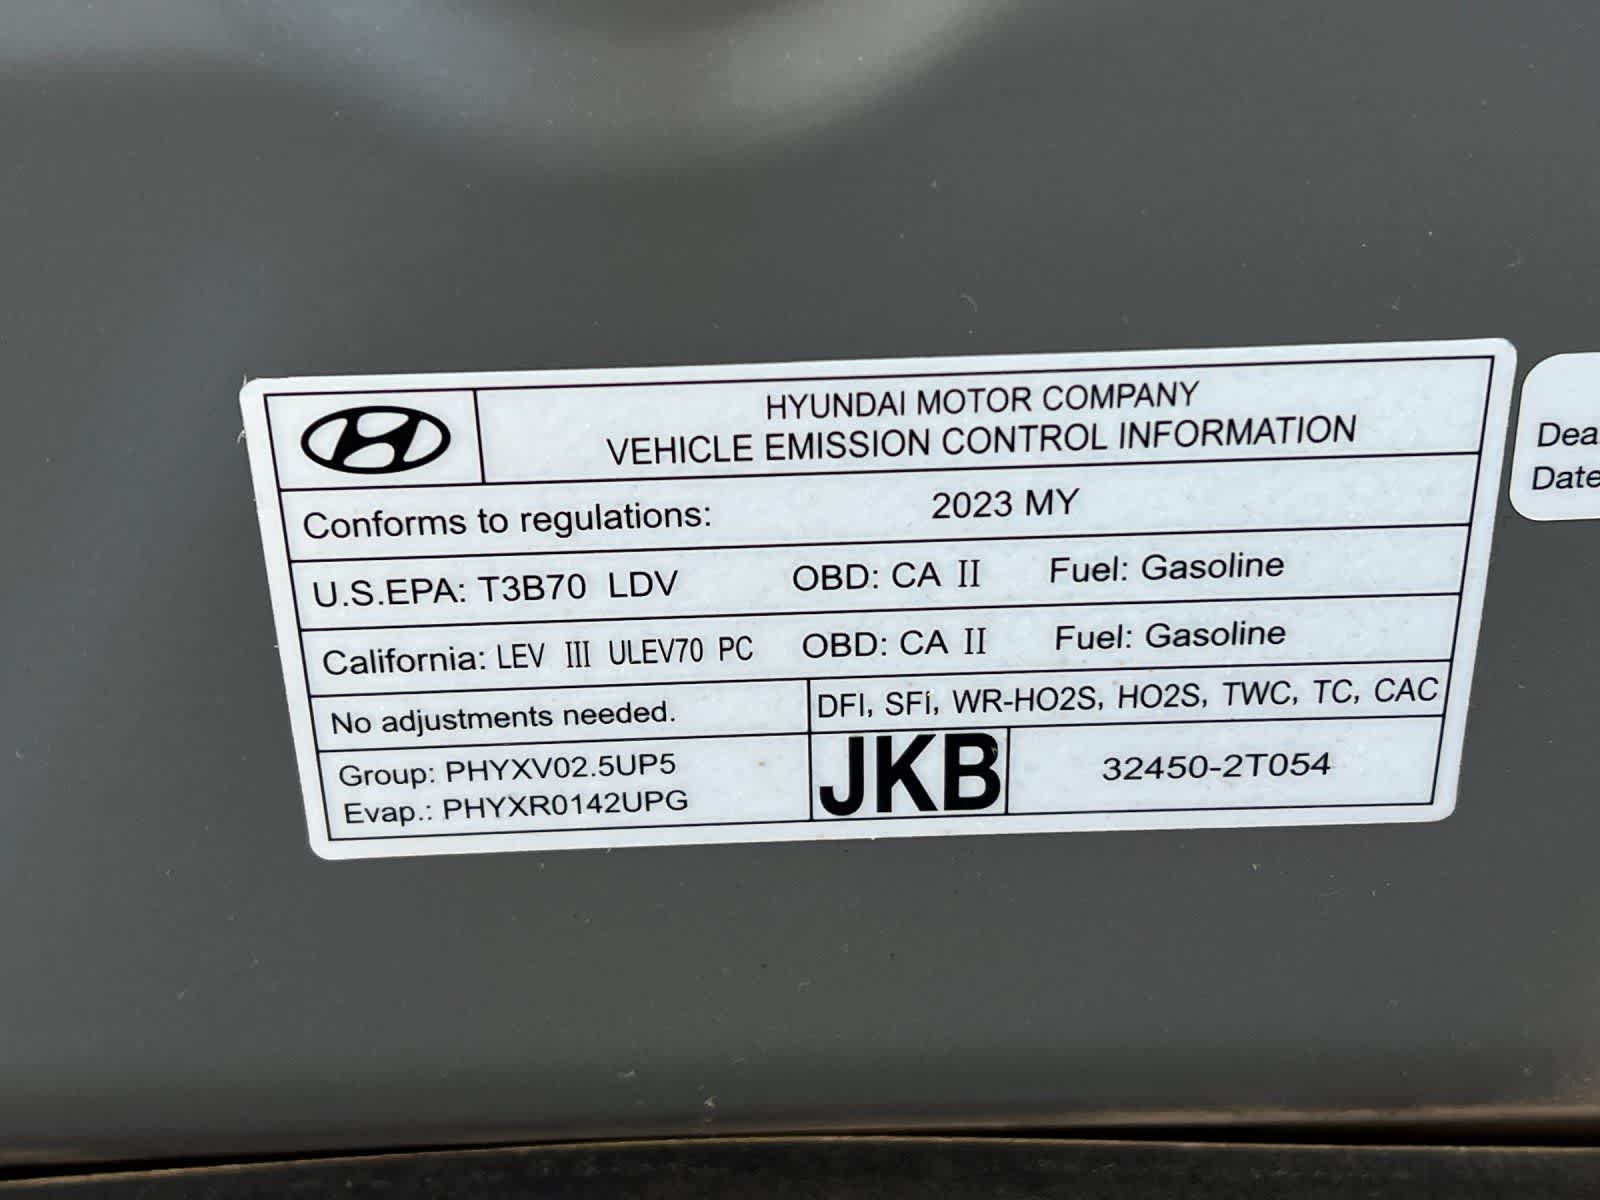 HYUNDAI MOTOR COMPANY
VEHICLE EMISSION CONTROL INFORMATION
Conforms to regulations: 2023 MY
U.S.EPA: T3B70 LDV OBD: CA II Fuel: Gasoline
California: LEV III ULEV70 PC OBD: CA II Fuel: Gasoline
No adjustments needed. DFI, SFI, WR-HO2S, HO2S, TWC, TC, CAC
Group: PHYXV02.5UP5
Evap.: PHYXR0142UPG
JKB 32450-2T054
Date